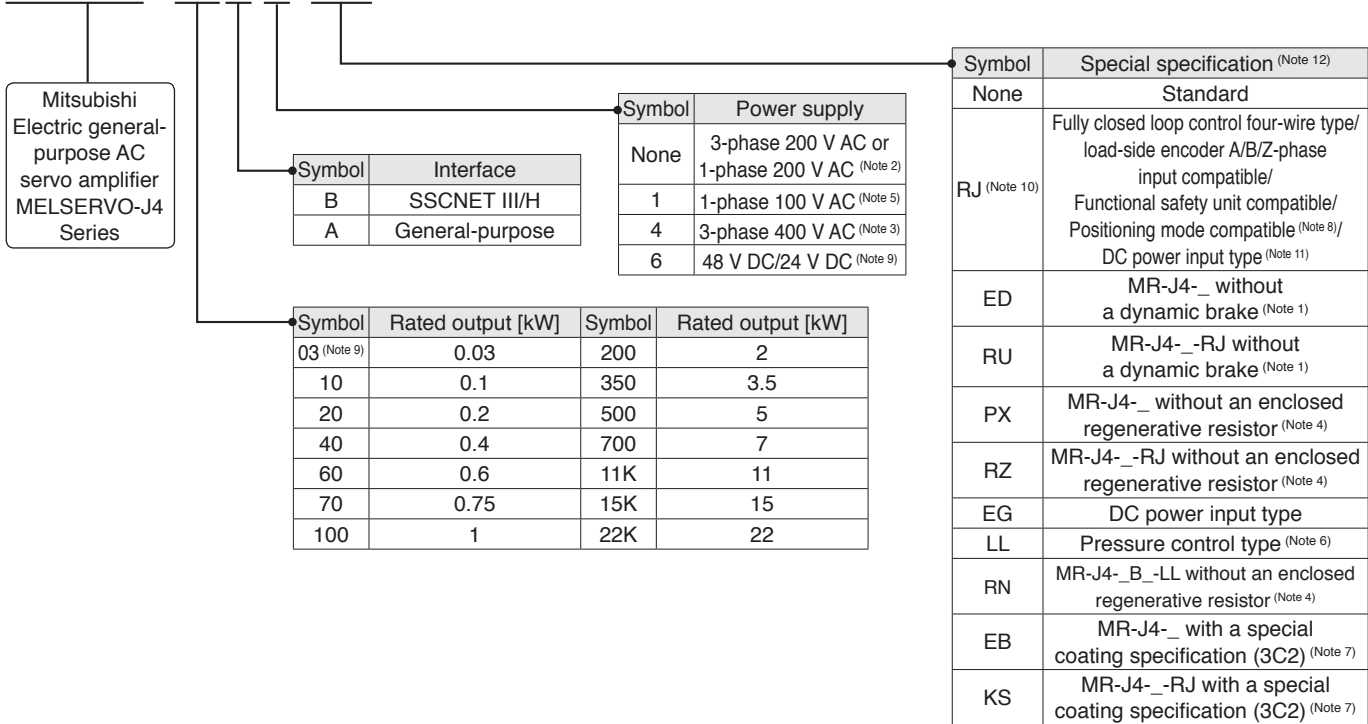 Mitsubishi
Electric general-
purpose AC
servo amplifier
MELSERVO-J4
Series
Symbol Interface
B SSCNET III/H
A General-purpose
Symbol Power supply
None 3-phase 200 V AC or
1-phase 200 V AC (Note 2)
1 1-phase 100 V AC (Note 5)
4 3-phase 400 V AC (Note 3)
6 48 V DC/24 V DC (Note 9)
Symbol Rated output [kW] Symbol Rated output [kW]
03 (Note 9) 0.03 200 2
10 0.1 350 3.5
20 0.2 500 5
40 0.4 700 7
60 0.6 11K 11
70 0.75 15K 15
100 1 22K 22
Symbol Special specification (Note 12)
None Standard
RJ (Note 10) Fully closed loop control four-wire type/
load-side encoder A/B/Z-phase
input compatible/
Functional safety unit compatible/
Positioning mode compatible (Note 8)/
DC power input type (Note 11)
ED MR-J4-_ without
a dynamic brake (Note 1)
RU MR-J4-_-RJ without
a dynamic brake (Note 1)
PX MR-J4-_ without an enclosed
regenerative resistor (Note 4)
RZ MR-J4-_-RJ without an enclosed
regenerative resistor (Note 4)
EG DC power input type
LL Pressure control type (Note 6)
RN MR-J4-_B_-LL without an enclosed
regenerative resistor (Note 4)
EB MR-J4-_ with a special
coating specification (3C2) (Note 7)
KS MR-J4-_-RJ with a special
coating specification (3C2) (Note 7)